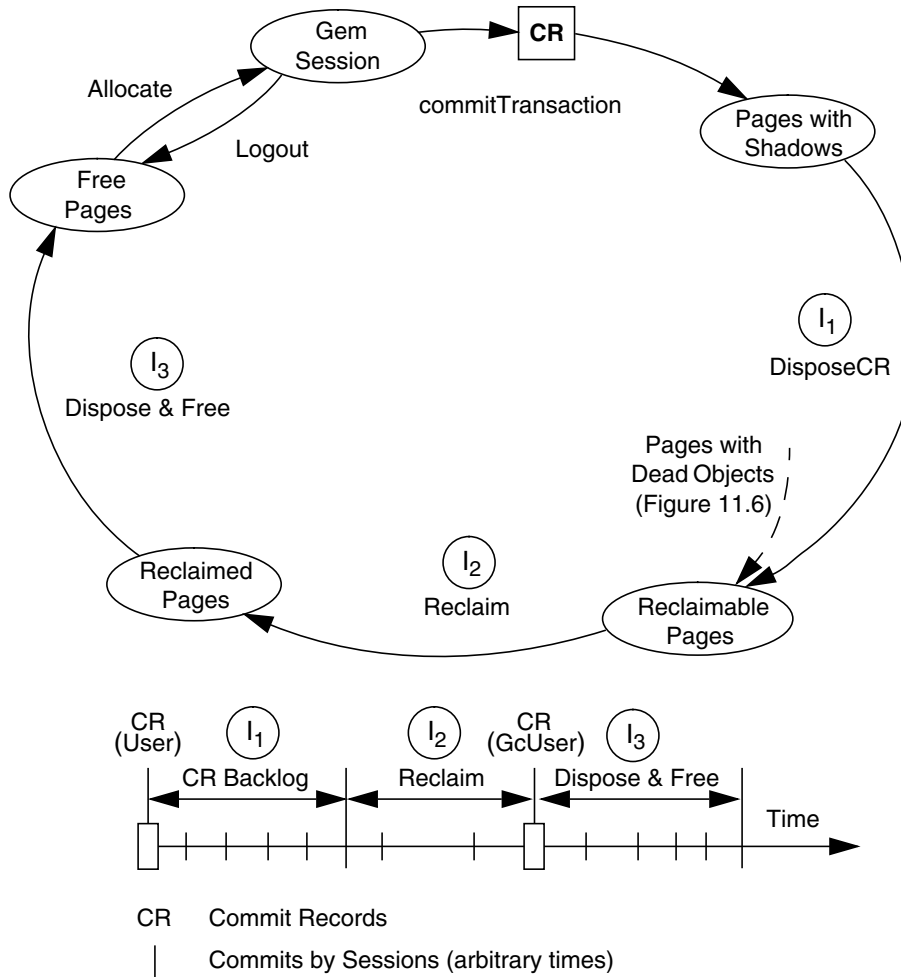 Gem
Session
CR
commitTransaction
Allocate
Logout
Pages with
Shadows
Free
Pages
I1
DisposeCR
I3
Dispose & Free
Pages with
Dead Objects
(Figure 11.6)
Reclaimed
Pages
I2
Reclaim
Reclaimable
Pages
CR
(User)
I1
CR Backlog
I2
Reclaim
CR
(GcUser)
I3
Dispose & Free
Time
CR Commit Records
Commits by Sessions (arbitrary times)